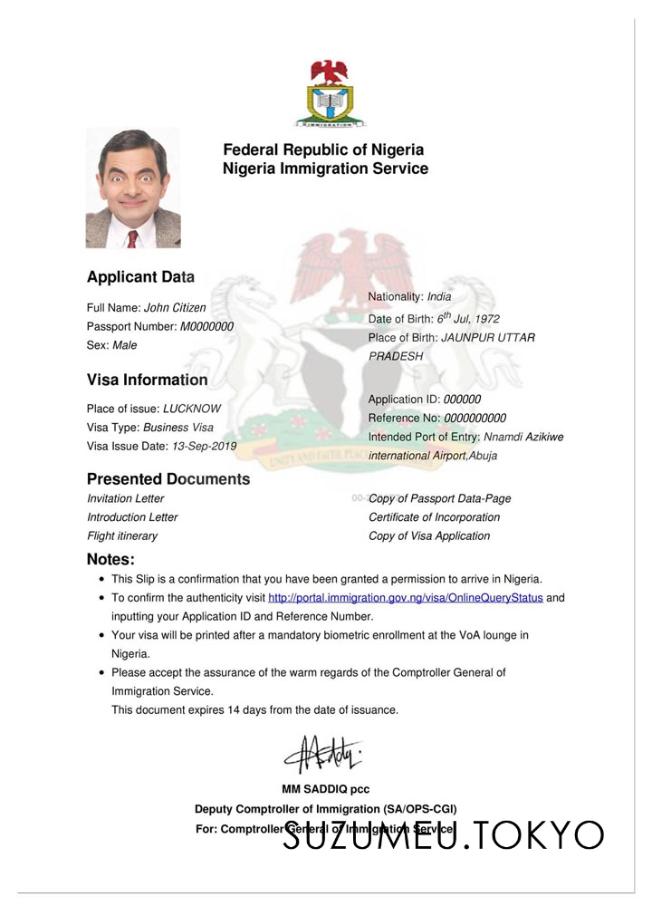 IMMIGRATION
Federal Republic of Nigeria
Nigeria Immigration Service
Applicant Data
Full Name: John Citizen
Passport Number: M0000000
Sex: Male
Nationality: India
Date of Birth: 6th Jul, 1972
Place of Birth: JAUNPUR UTTAR
PRADESH
Visa Information
Place of issue: LUCKNOW
Visa Type: Business Visa
Visa Issue Date: 13-Sep-2019
Application ID: 000000
Reference No: 0000000000
Intended Port of Entry: Nnamdi Azikiwe
international Airport,Abuja
UNITY AND FAITH, PEACE
Presented Documents
Invitation Letter
Introduction Letter
Flight itinerary
Copy of Passport Data-Page
Certificate of Incorporation
Copy of Visa Application
Notes:
• This Slip is a confirmation that you have been granted a permission to arrive in Nigeria.
• To confirm the authenticity visit http://portal.immigration.gov.ng/visa/OnlineQueryStatus and
inputting your Application ID and Reference Number.
• Your visa will be printed after a mandatory biometric enrollment at the VoA lounge in
Nigeria.
• Please accept the assurance of the warm regards of the Comptroller General of
Immigration Service.
This document expires 14 days from the date of issuance.
MM SADDIQ pcc
Deputy Comptroller of Immigration (SA/OPS-CGI)
For: Comptroller General of Immigration Service
SUZUMEU.TOKYO